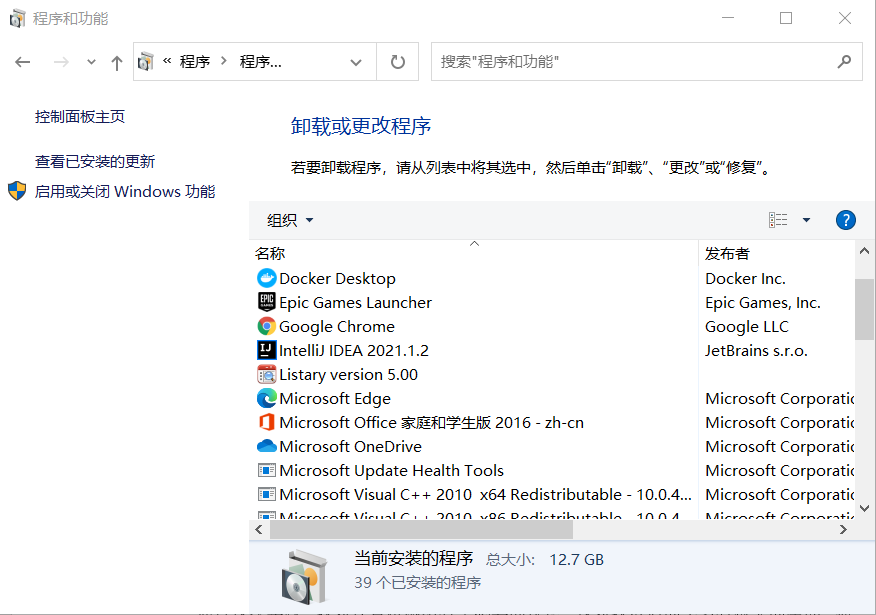 程序和功能
« 程序 › 程序...
搜索"程序和功能"
控制面板主页
查看已安装的更新
启用或关闭 Windows 功能
卸载或更改程序
若要卸载程序，请从列表中将其选中，然后单击“卸载”、“更改”或“修复”。
组织
?
名称 发布者
Docker Desktop Docker Inc.
EPIC GAMES Epic Games Launcher Epic Games, Inc.
Google Chrome Google LLC
IJ IntelliJ IDEA 2021.1.2 JetBrains s.r.o.
Listary version 5.00
Microsoft Edge Microsoft Corporatio
Microsoft Office 家庭和学生版 2016 - zh-cn Microsoft Corporatio
Microsoft OneDrive Microsoft Corporatio
Microsoft Update Health Tools Microsoft Corporatio
Microsoft Visual C++ 2010  x64 Redistributable - 10.0.4... Microsoft Corporatio
Microsoft Visual C++ 2010  x86 Redistributable - 10.0.4... Microsoft Corporatio
当前安装的程序 总大小: 12.7 GB
39 个已安装的程序